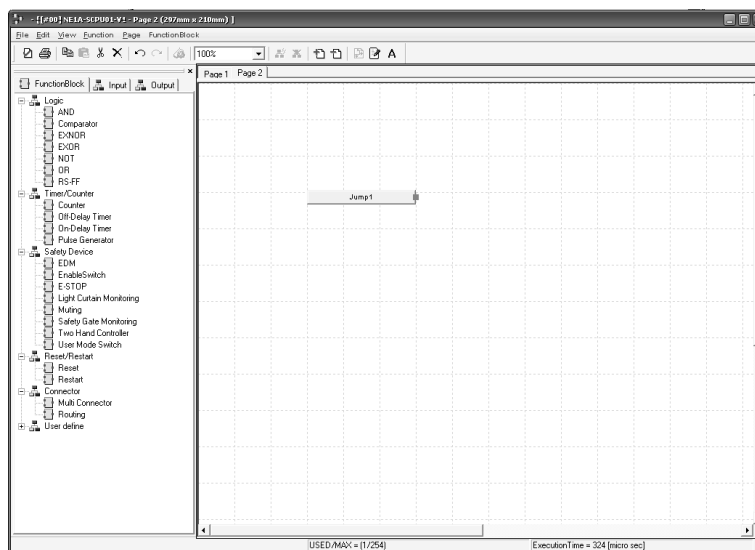 - [[#00] NE1A-SCPU01-V1 - Page 2 (297mm x 210mm) ]
File Edit View Function Page FunctionBlock
100% A
Page 1 Page 2
FunctionBlock Input Output
Logic
AND
Comparator
EXNOR
EXOR
NOT
OR
RS-FF
Timer/Counter
Counter
Off-Delay Timer
On-Delay Timer
Pulse Generator
Safety Device
EDM
EnableSwitch
E-STOP
Light Curtain Monitoring
Muting
Safety Gate Monitoring
Two Hand Controller
User Mode Switch
Reset/Restart
Reset
Restart
Connector
Multi Connector
Routing
User define
Jump1
USED/MAX = (1/254) ExecutionTime = 324 [micro sec]